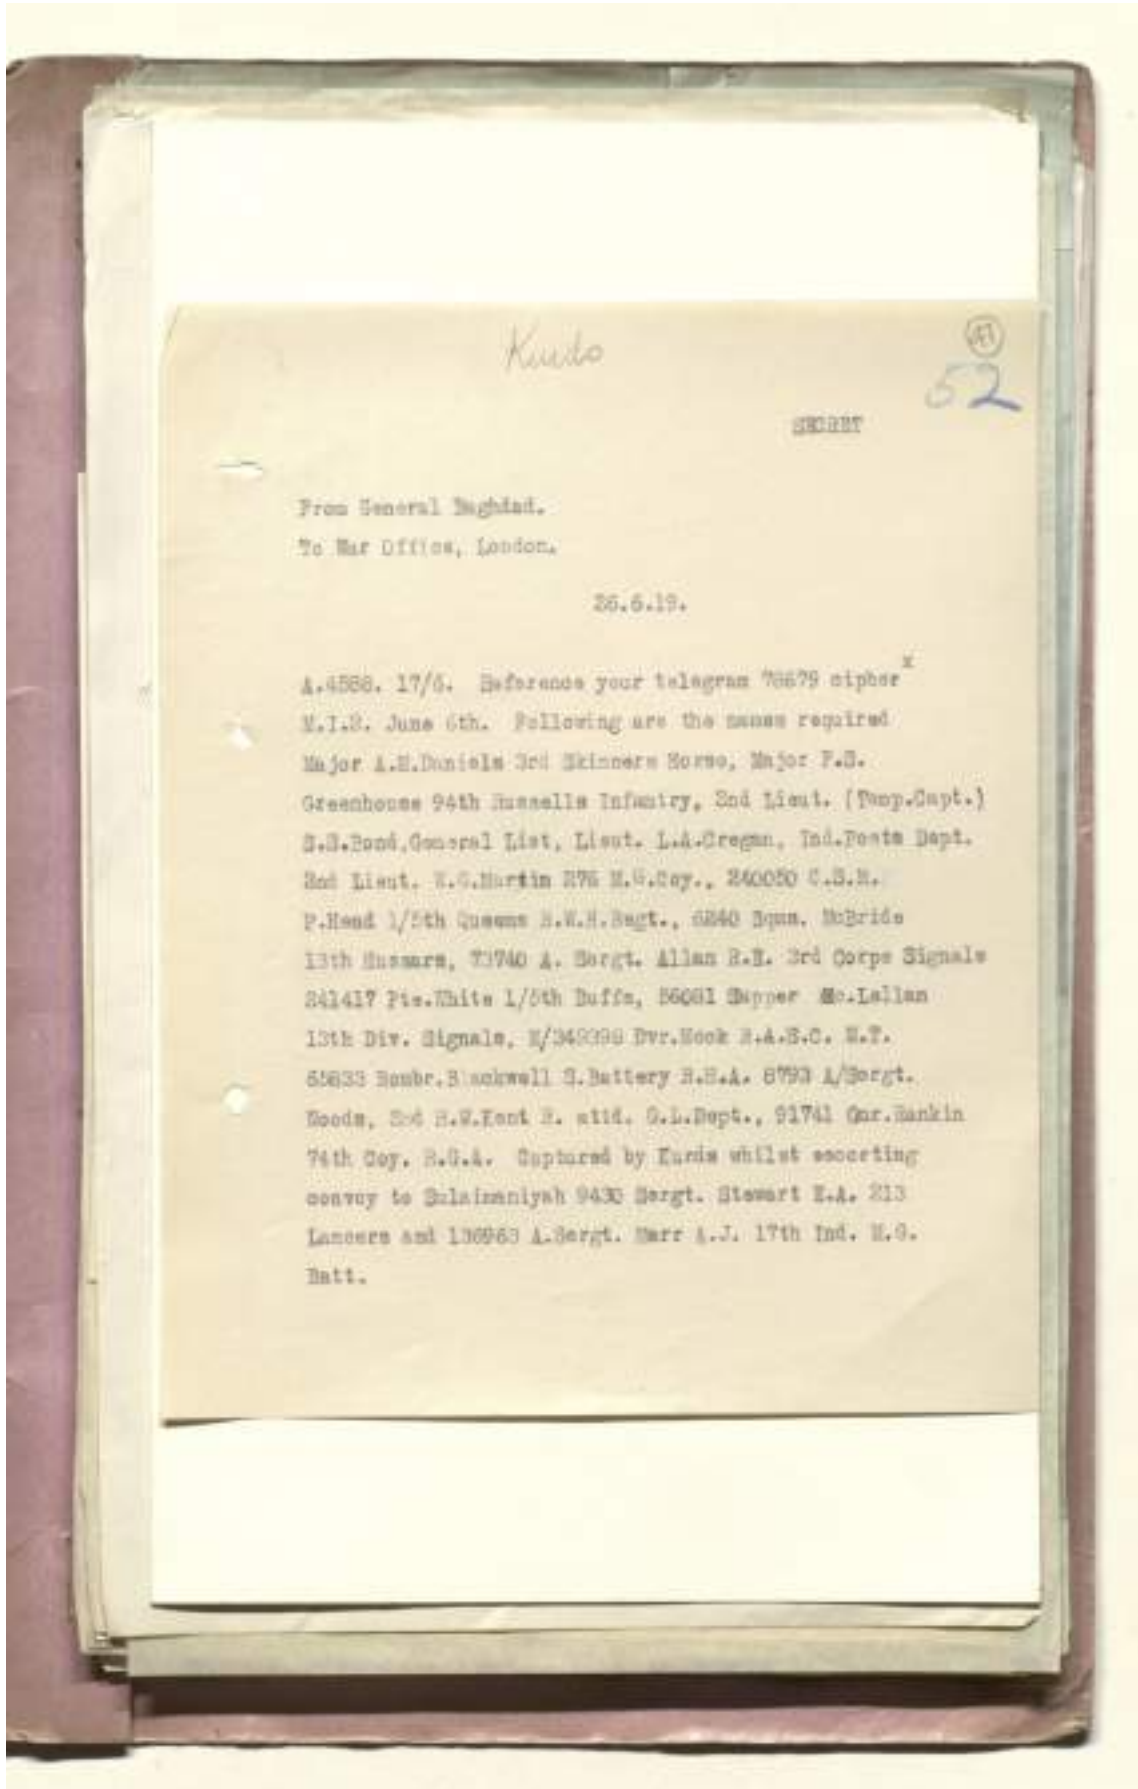 Kurds
52
SECRET
From General Baghdad.
To War Office, London.
26.6.19.
A.4568. 17/6. Reference your telegram 78679 cipher x
M.I.2. June 6th. Following are the names required
Major A.H.Daniels 3rd Skinners Horse, Major F.S.
Greenhouse 94th Russells Infantry, 2nd Lieut. (Temp.Capt.)
S.S.Bond,General List, Lieut. L.A.Cregan, Ind.Posts Dept.
2nd Lieut. Martin 276 M.G.Coy., 240050 C.S.M.
P.Head 1/5th Queens R.W.S.Regt., 6240 Sqmn. McBride
13th Hussars, 73740 A. Sergt. Allan R.E. 3rd Corps Signals
241417 Pte.White 1/5th Buffs, 56081 Sapper Mc.Lellan
13th Div. Signals, Dvr.Hook R.A.S.C. M.T.
65633 Bombr.Blackwell S.Battery R.H.A. 8793 A/Sergt.
Woods, 2nd R.W.Kent R. attd. Dept., 91741 Gnr.Rankin
74th Coy. R.G.A. Captured by Kurds whilst escorting
convoy to Sulaimaniyah 9430 Sergt. Stewart E.A. 213
Lancers and 136963 A.Sergt. Marr A.J. 17th Ind. M.G.
Batt.